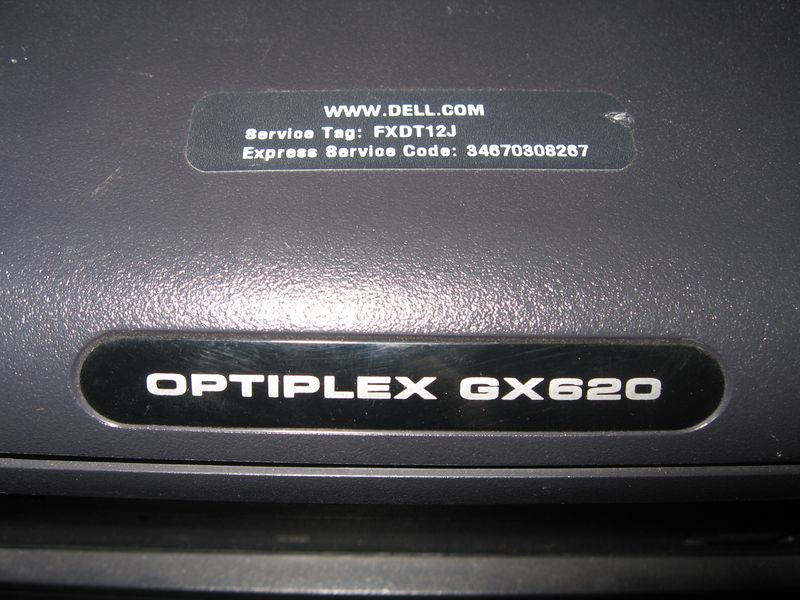 WWW.DELL.COM
Service Tag: FXDT12J
Express Service Code: 34670308267
OPTIPLEX GX620